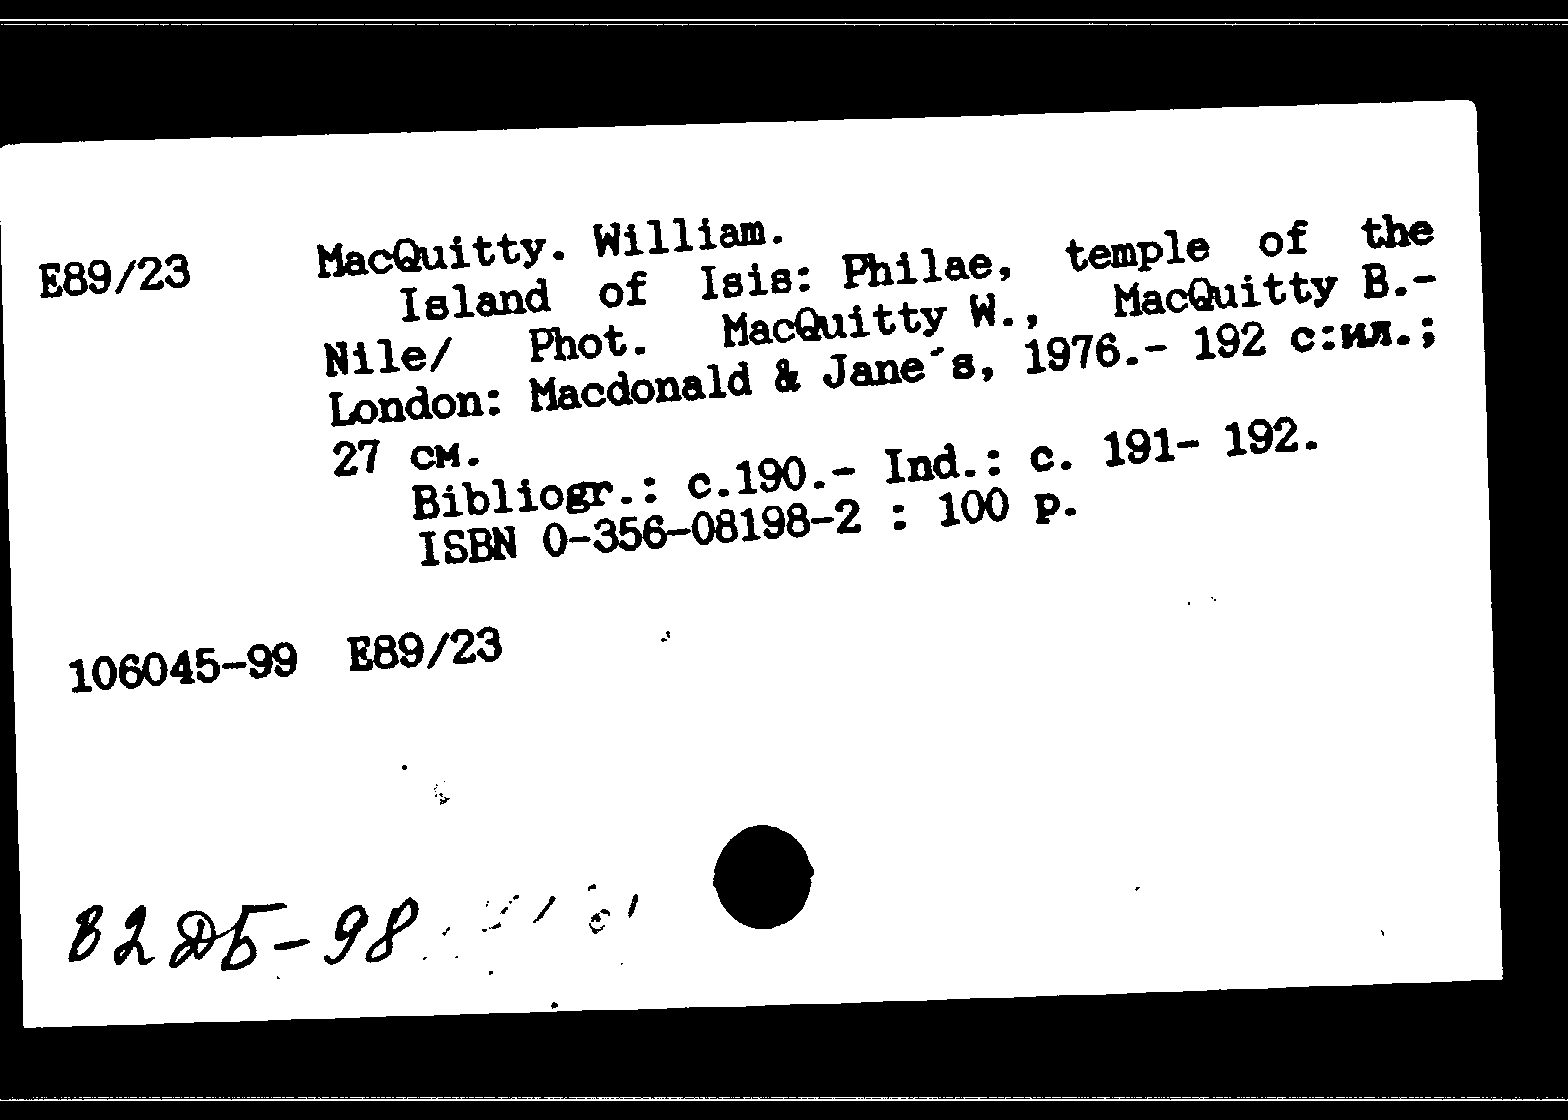 E89/23 MacQuitty. William.
Island of Isis: Philae, temple of the
Nile/ Phot. MacQuitty W., MacQuitty B.-
London: Macdonald & Jane´s, 1976.- 192 с:ил.;
27 см.
Bibliogr.: с.190.- Ind.: с. 191- 192.
ISBN 0-356-08198-2 : 100 р.
106045-99 E89/23
82ДБ-98